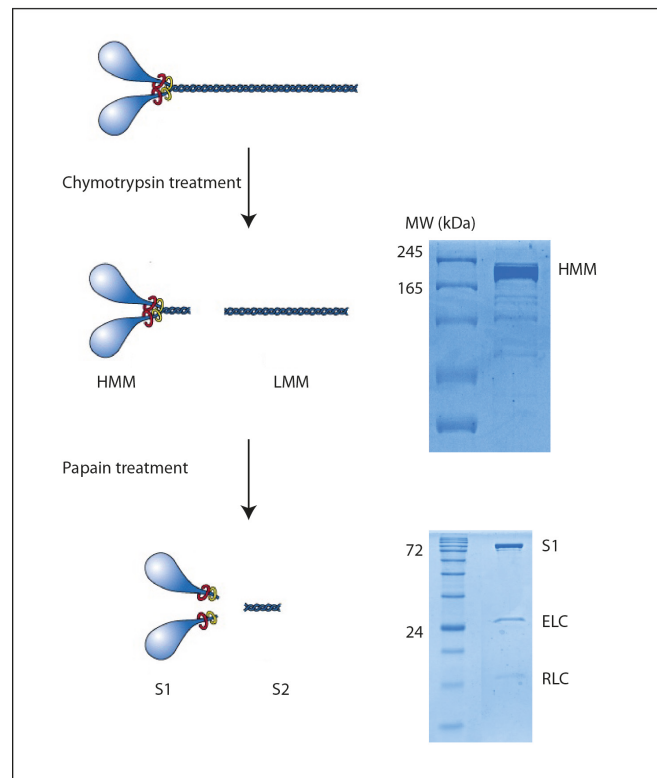 Chymotrypsin treatment
MW (kDa)
245
HMM
165
HMM
LMM
Papain treatment
S1
72
ELC
24
RLC
S1
S2